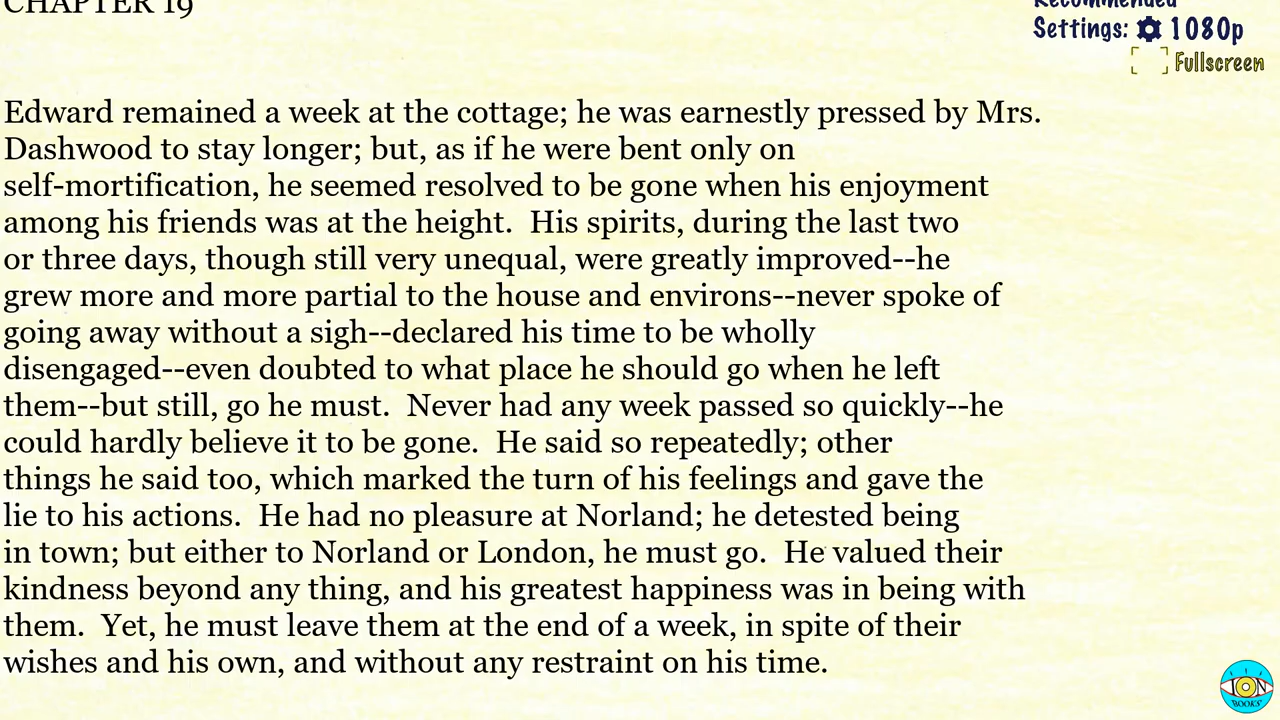 CHAPTER 19
Recommended
Settings: 1080p
Fullscreen
Edward remained a week at the cottage; he was earnestly pressed by Mrs.
Dashwood to stay longer; but, as if he were bent only on
self-mortification, he seemed resolved to be gone when his enjoyment
among his friends was at the height.  His spirits, during the last two
or three days, though still very unequal, were greatly improved--he
grew more and more partial to the house and environs--never spoke of
going away without a sigh--declared his time to be wholly
disengaged--even doubted to what place he should go when he left
them--but still, go he must.  Never had any week passed so quickly--he
could hardly believe it to be gone.  He said so repeatedly; other
things he said too, which marked the turn of his feelings and gave the
lie to his actions.  He had no pleasure at Norland; he detested being
in town; but either to Norland or London, he must go.  He valued their
kindness beyond any thing, and his greatest happiness was in being with
them.  Yet, he must leave them at the end of a week, in spite of their
wishes and his own, and without any restraint on his time.
ION
BOOKS